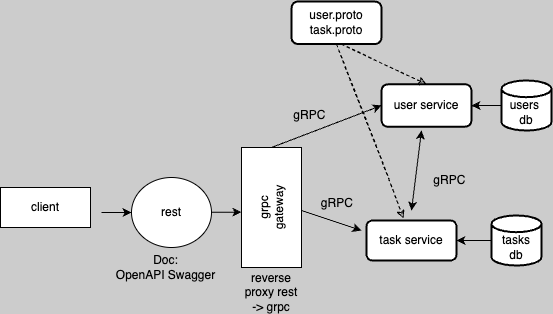 user.proto
task.proto
gRPC
user service
users
db
gRPC
client
rest
grpc
gateway
gRPC
task service
tasks
db
Doc:
OpenAPI Swagger
reverse
proxy rest
-> grpc